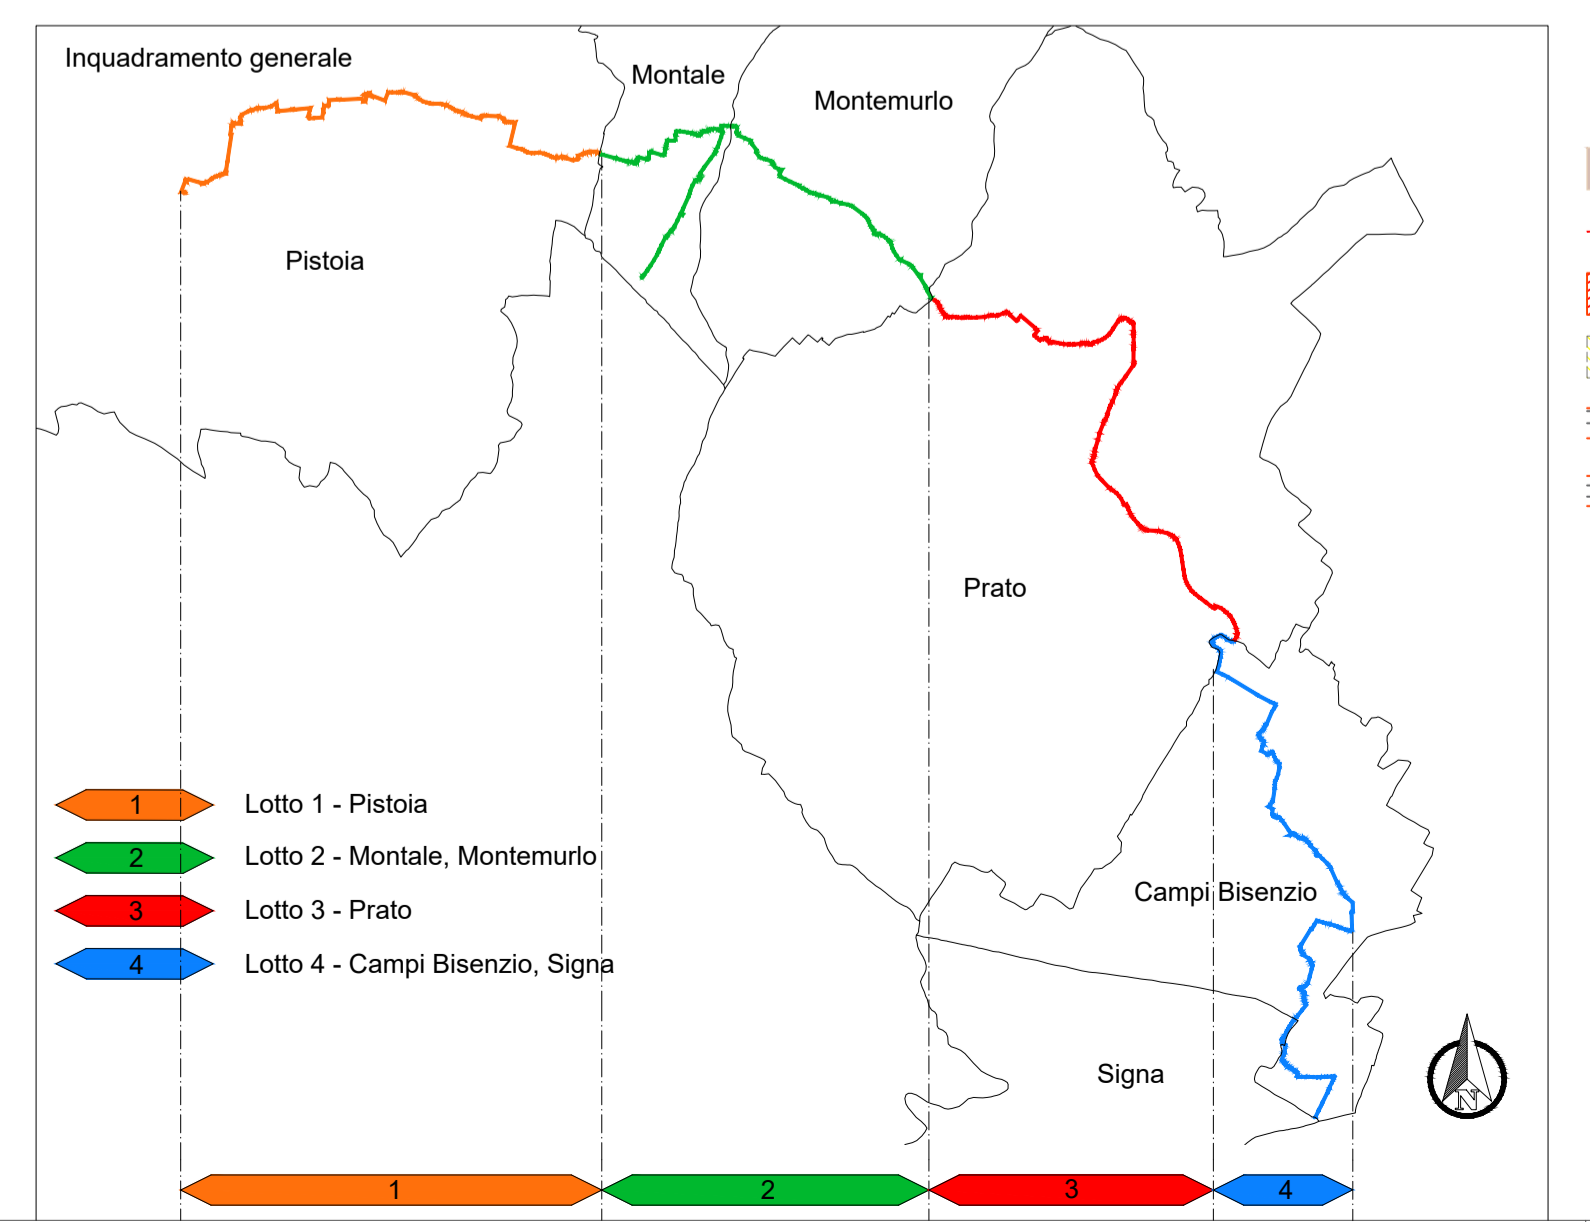 Inquadramento generale
Montale
Montemurlo
Pistoia
Prato
1 Lotto 1 - Pistoia
2 Lotto 2 - Montale, Montemurlo
3 Lotto 3 - Prato
4 Lotto 4 - Campi Bisenzio, Signa
Campi Bisenzio
Signa
N
1 2 3 4